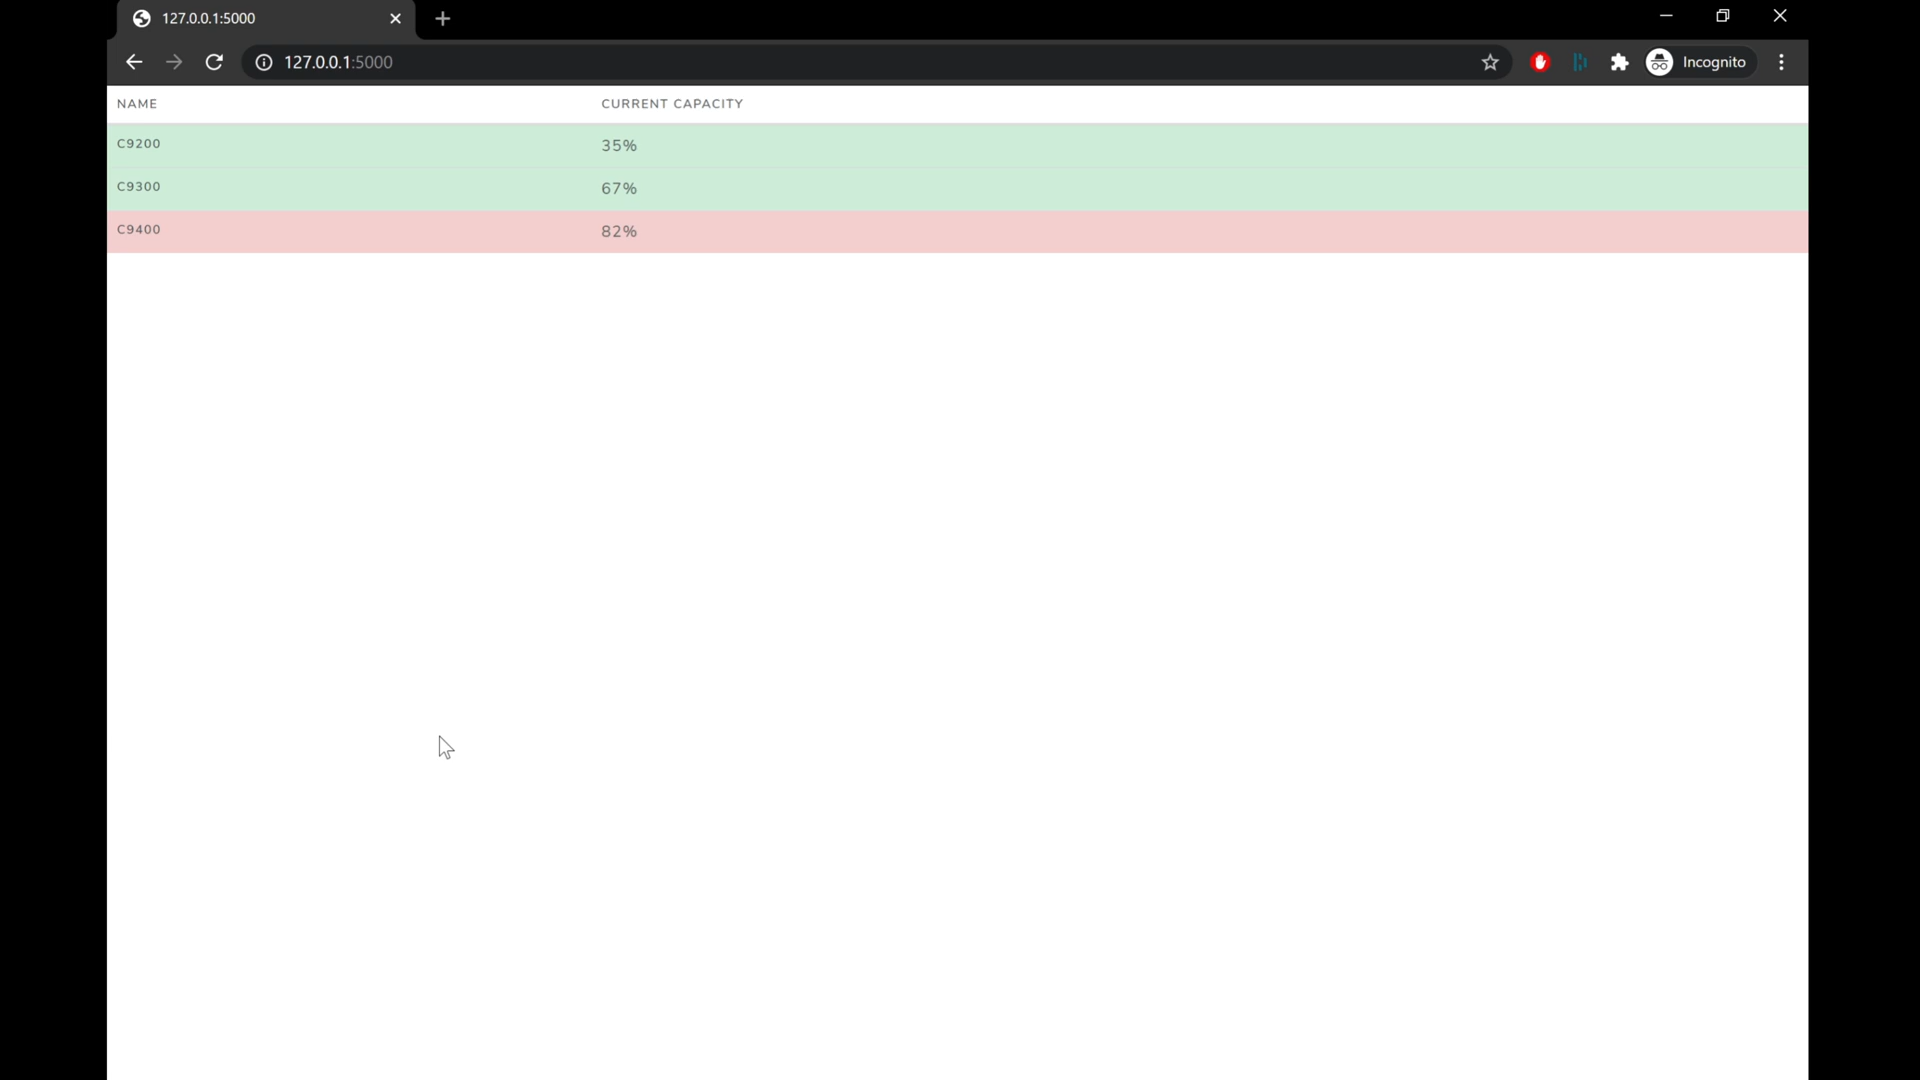 127.0.0.1:5000
127.0.0.1:5000
Incognito
NAME CURRENT CAPACITY
C9200 35%
C9300 67%
C9400 82%